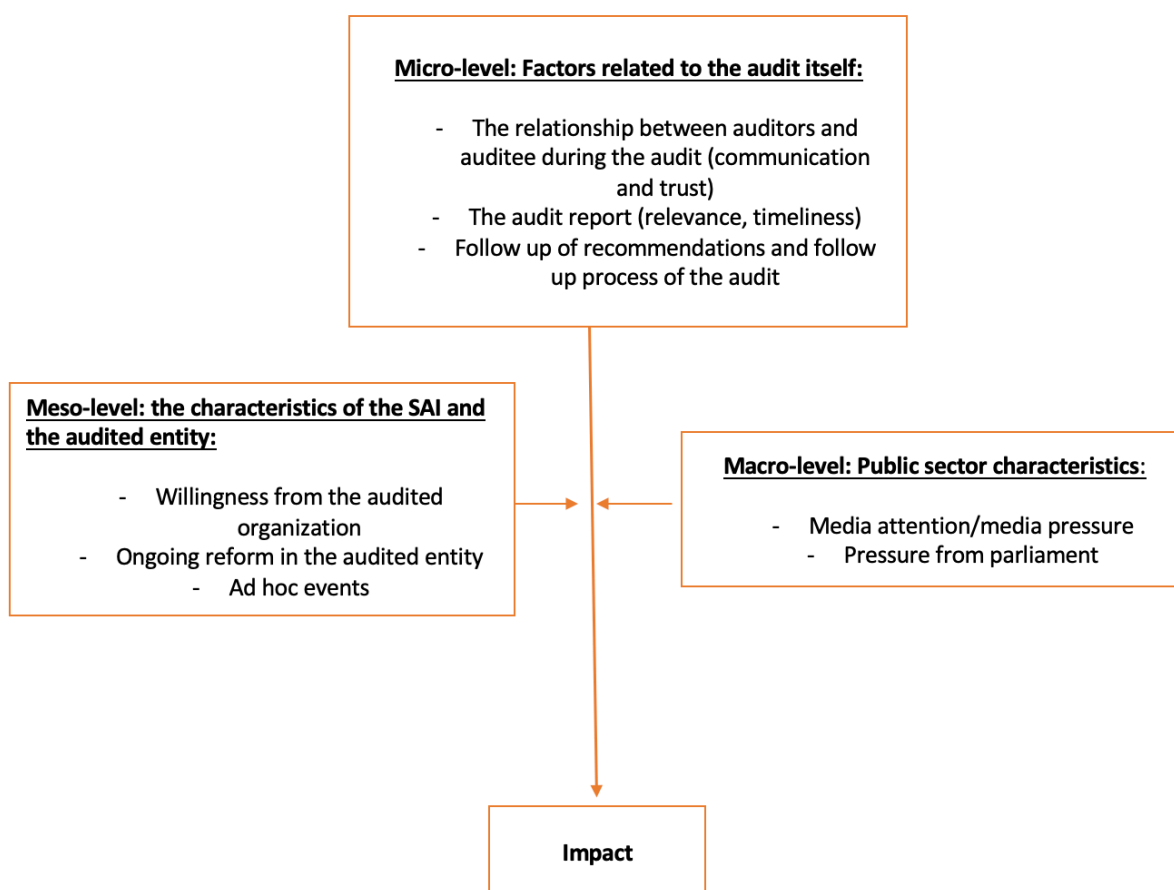 Micro-level: Factors related to the audit itself:
- The relationship between auditors and
auditee during the audit (communication
and trust)
- The audit report (relevance, timeliness)
- Follow up of recommendations and follow
up process of the audit
Meso-level: the characteristics of the SAI and
the audited entity:
- Willingness from the audited
organization
- Ongoing reform in the audited entity
- Ad hoc events
Macro-level: Public sector characteristics:
- Media attention/media pressure
- Pressure from parliament
Impact